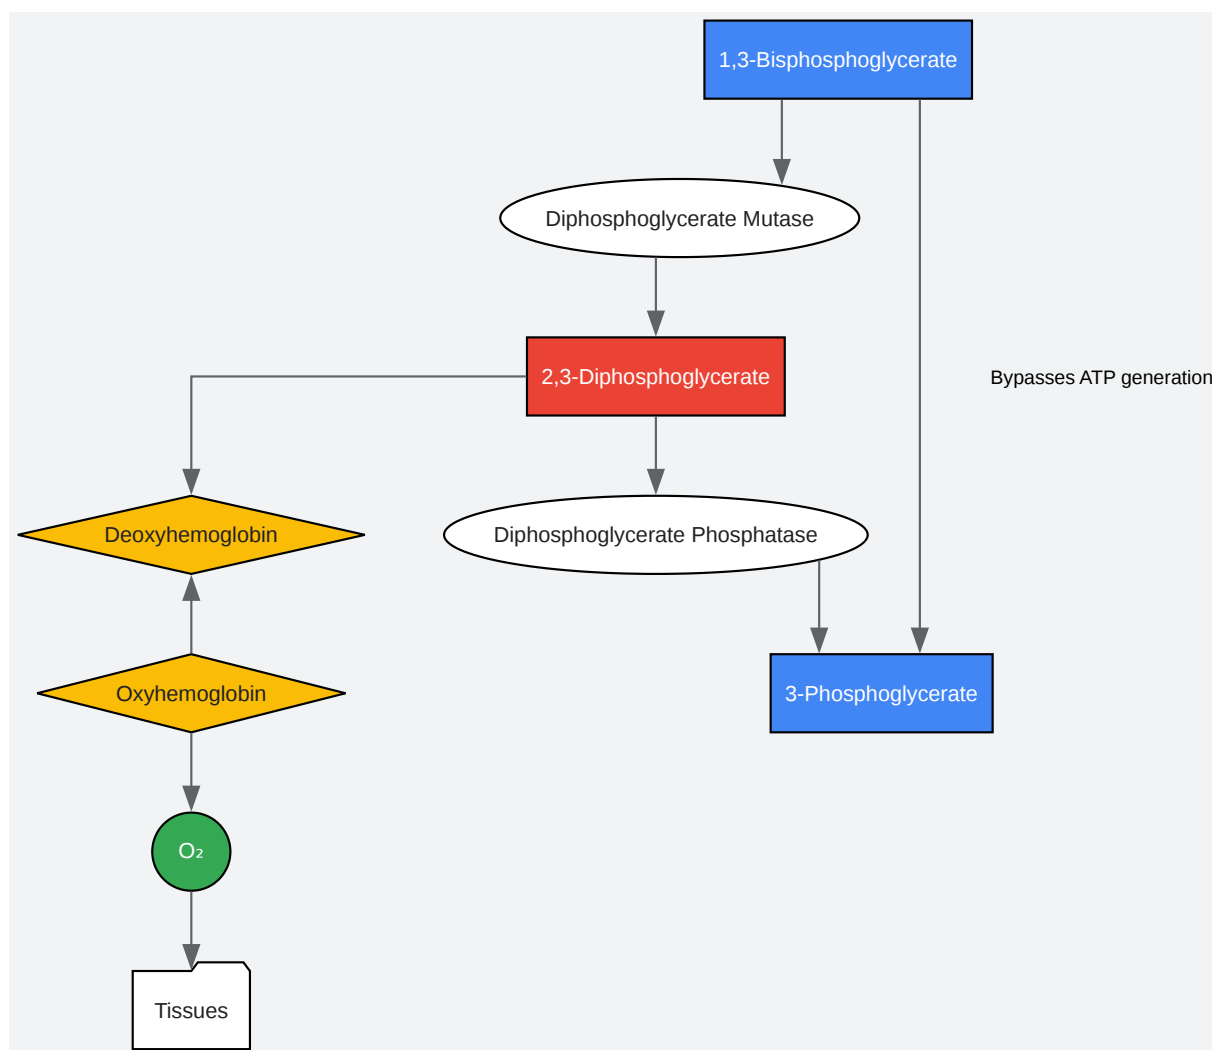 1,3-Bisphosphoglycerate
Diphosphoglycerate Mutase
2,3-Diphosphoglycerate
Bypasses ATP generation
Deoxyhemoglobin
Diphosphoglycerate Phosphatase
Oxyhemoglobin
3-Phosphoglycerate
O₂
Tissues